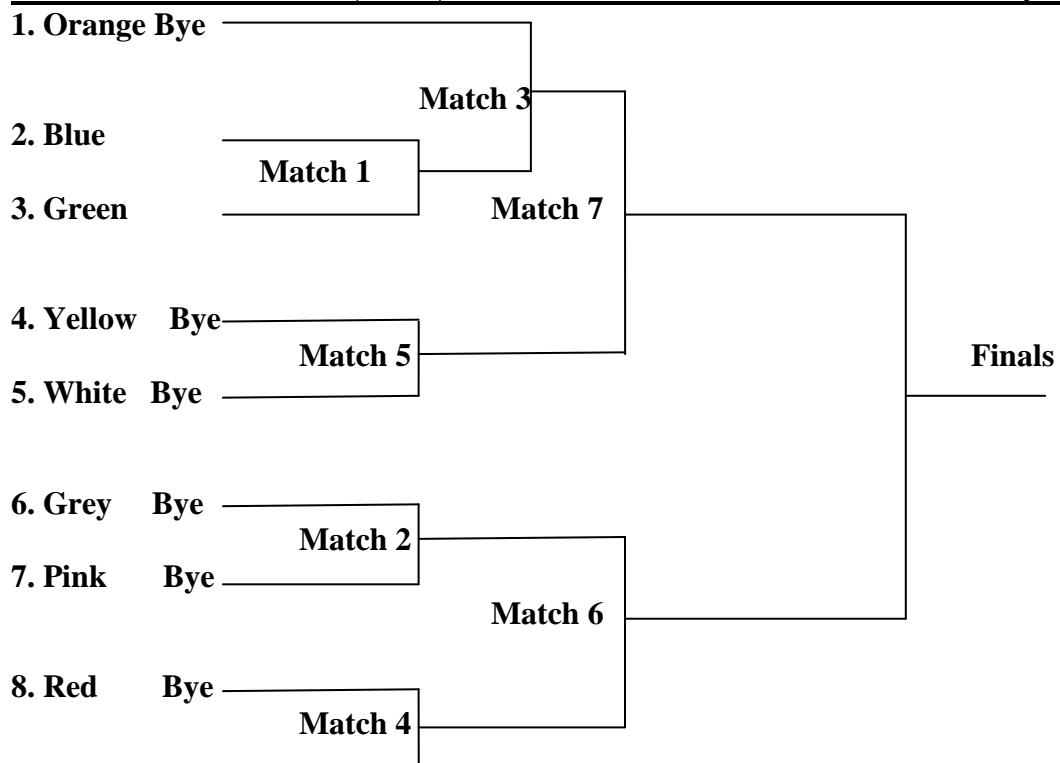 1. Orange Bye
Match 3
2. Blue
Match 1
3. Green
Match 7
4. Yellow Bye
Match 5
Finals
5. White Bye
6. Grey Bye
Match 2
7. Pink Bye
Match 6
8. Red Bye
Match 4